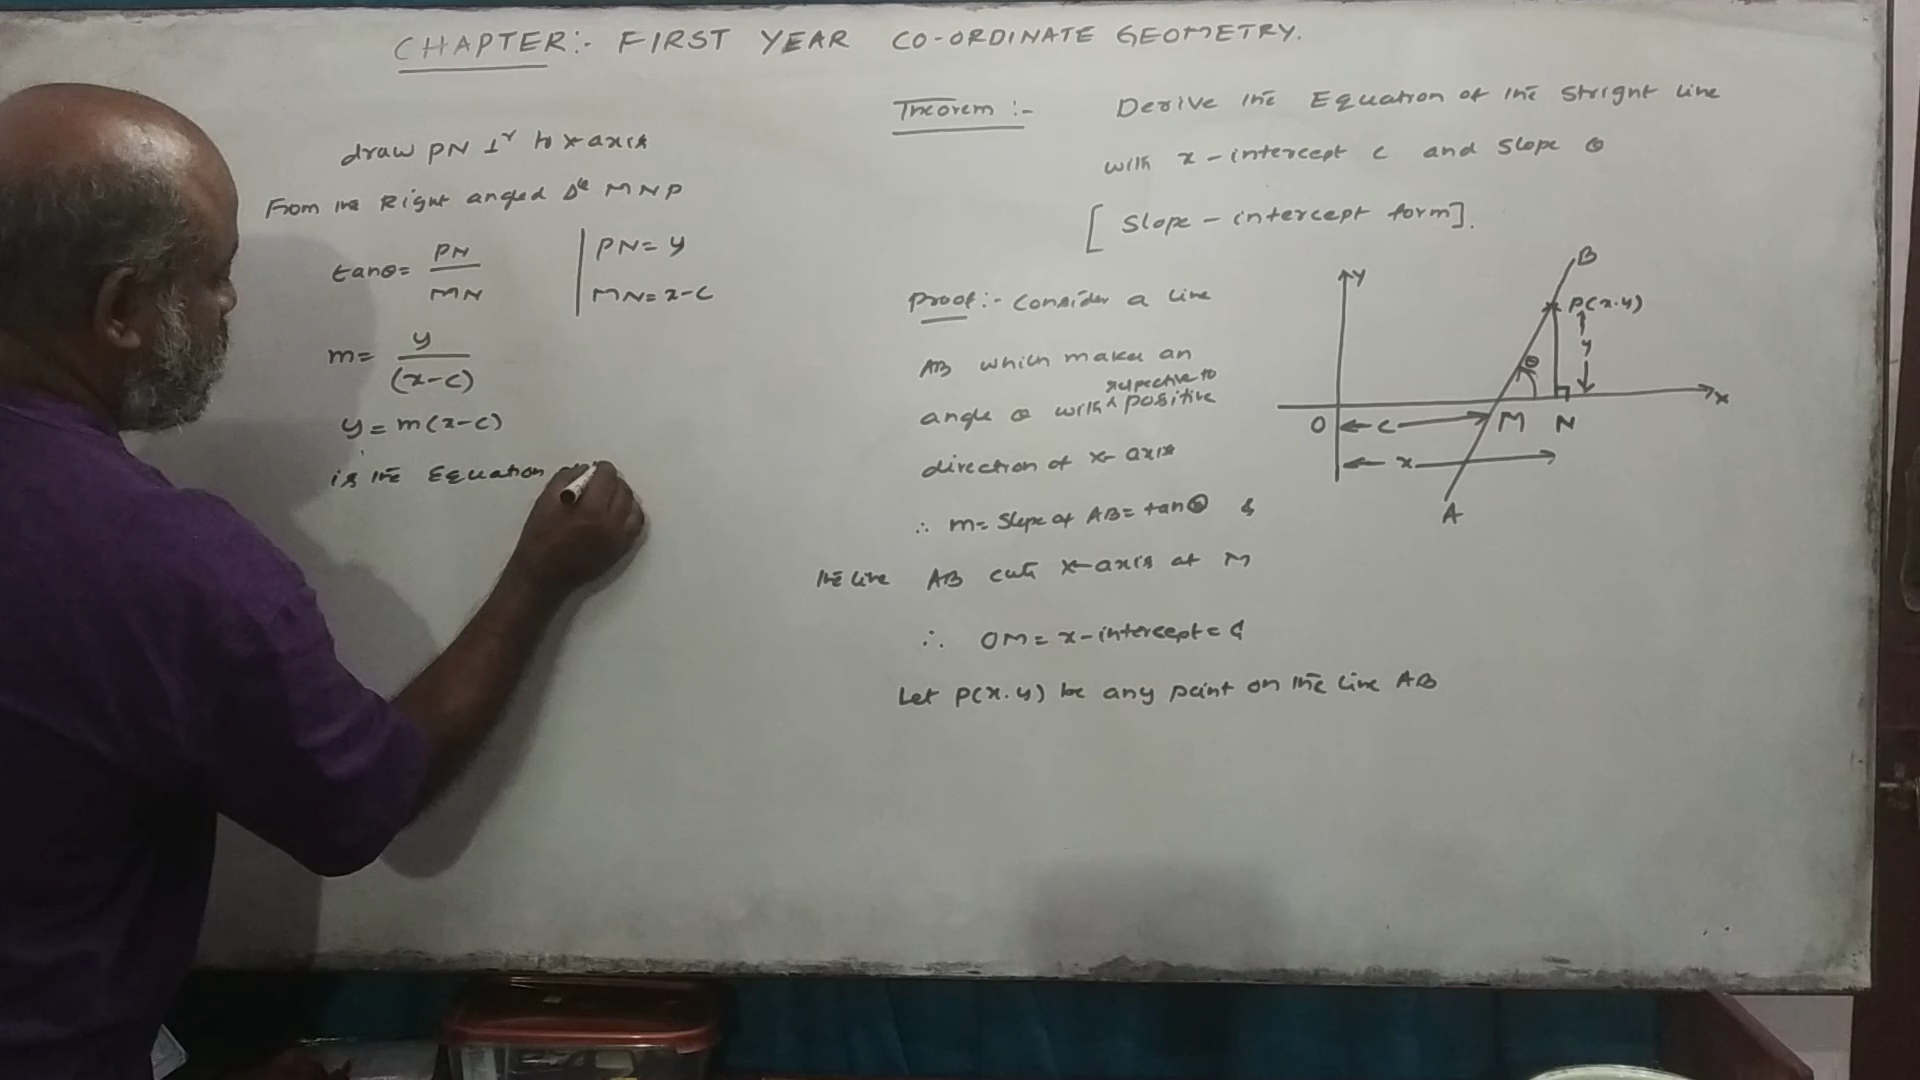 CHAPTER:- FIRST YEAR CO-ORDINATE GEOMETRY.
Theorem :- Derive the Equation of the Strignt line
with x-intercept c and Slope θ
[Slope-intercept form].
Proof:- Consider a line
AB which makes an
respective to
angle θ with ^ positive
direction of x-axis
∴ m = Slope of AB = tanθ &
the line AB cuts x-axis at M
∴ OM = x-intercept = c
Let P(x.y) be any point on the line AB
Y
B
P(x.y)
y
θ
X
O
c
M
N
x
A
draw PN ⊥r to x-axis
From the Right angled Δle MNP
tanθ = PN / MN
PN = y
MN = x-c
m = y / (x-c)
y = m(x-c)
is the Equation